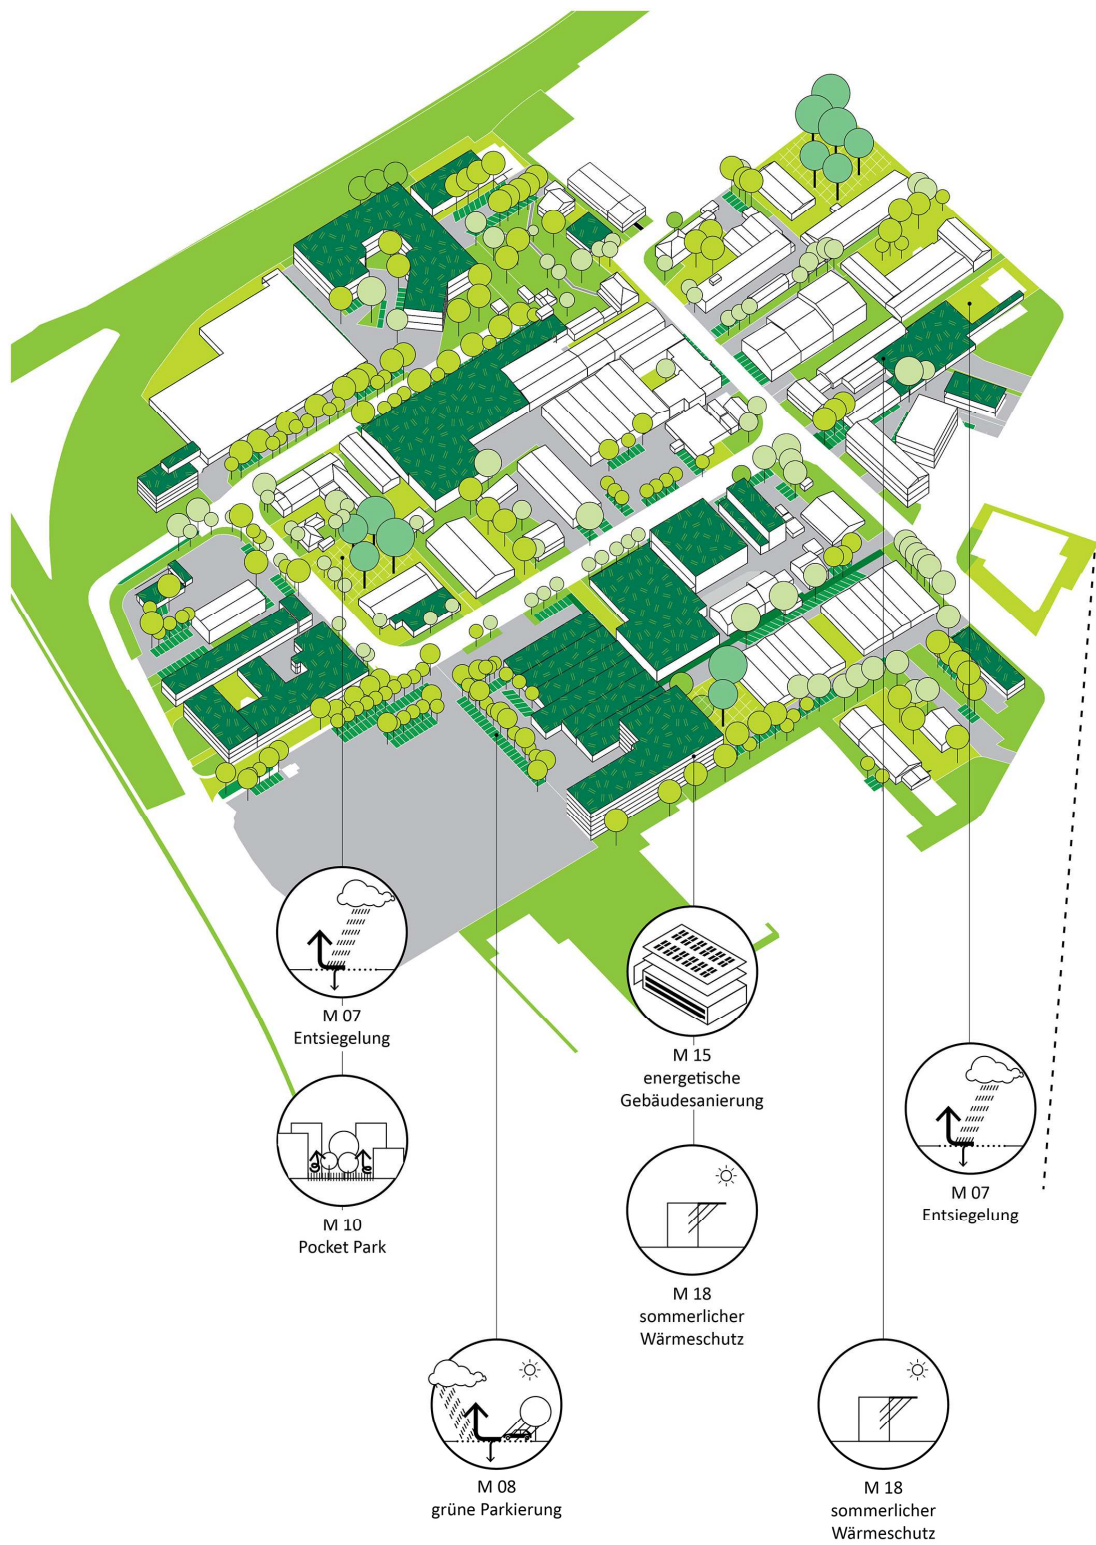 M 07
Entsiegelung
M 10
Pocket Park
M 08
grüne Parkierung
M 15
energetische
Gebäudesanierung
M 18
sommerlicher
Wärmeschutz
M 18
sommerlicher
Wärmeschutz
M 07
Entsiegelung